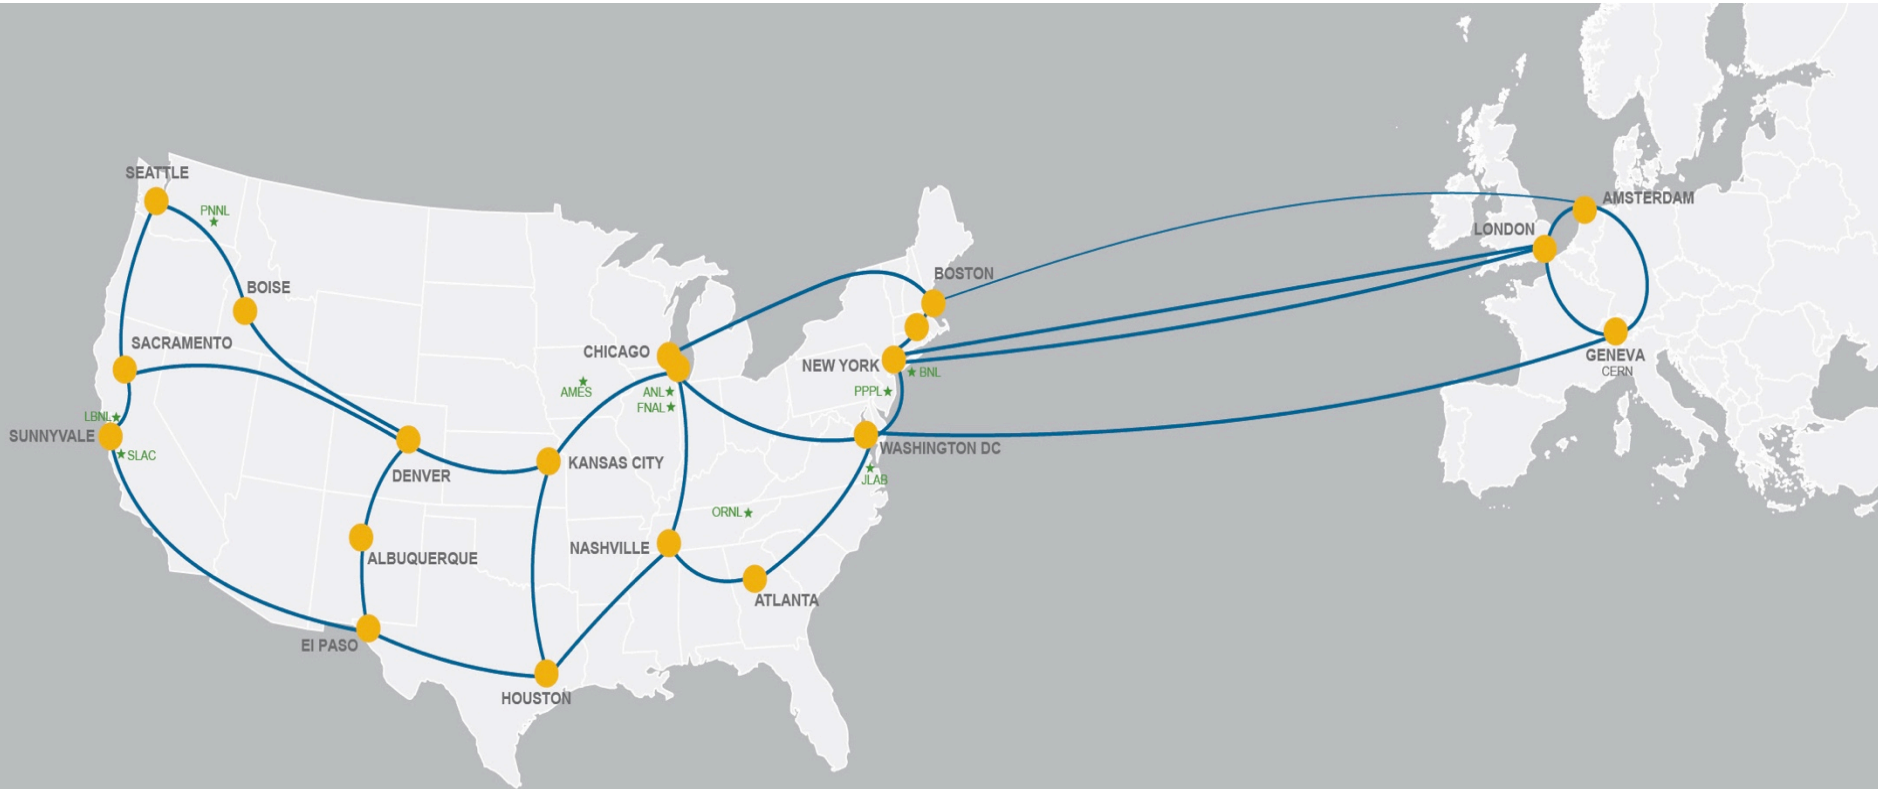 SEATTLE
PNNL
BOISE
SACRAMENTO
LBNL
SUNNYVALE
SLAC
DENVER
ALBUQUERQUE
El PASO
HOUSTON
KANSAS CITY
AMES
CHICAGO
ANL
FNAL
NASHVILLE
ORNL
ATLANTA
BOSTON
NEW YORK
BNL
PPPL
WASHINGTON DC
JLAB
AMSTERDAM
LONDON
GENEVA
CERN